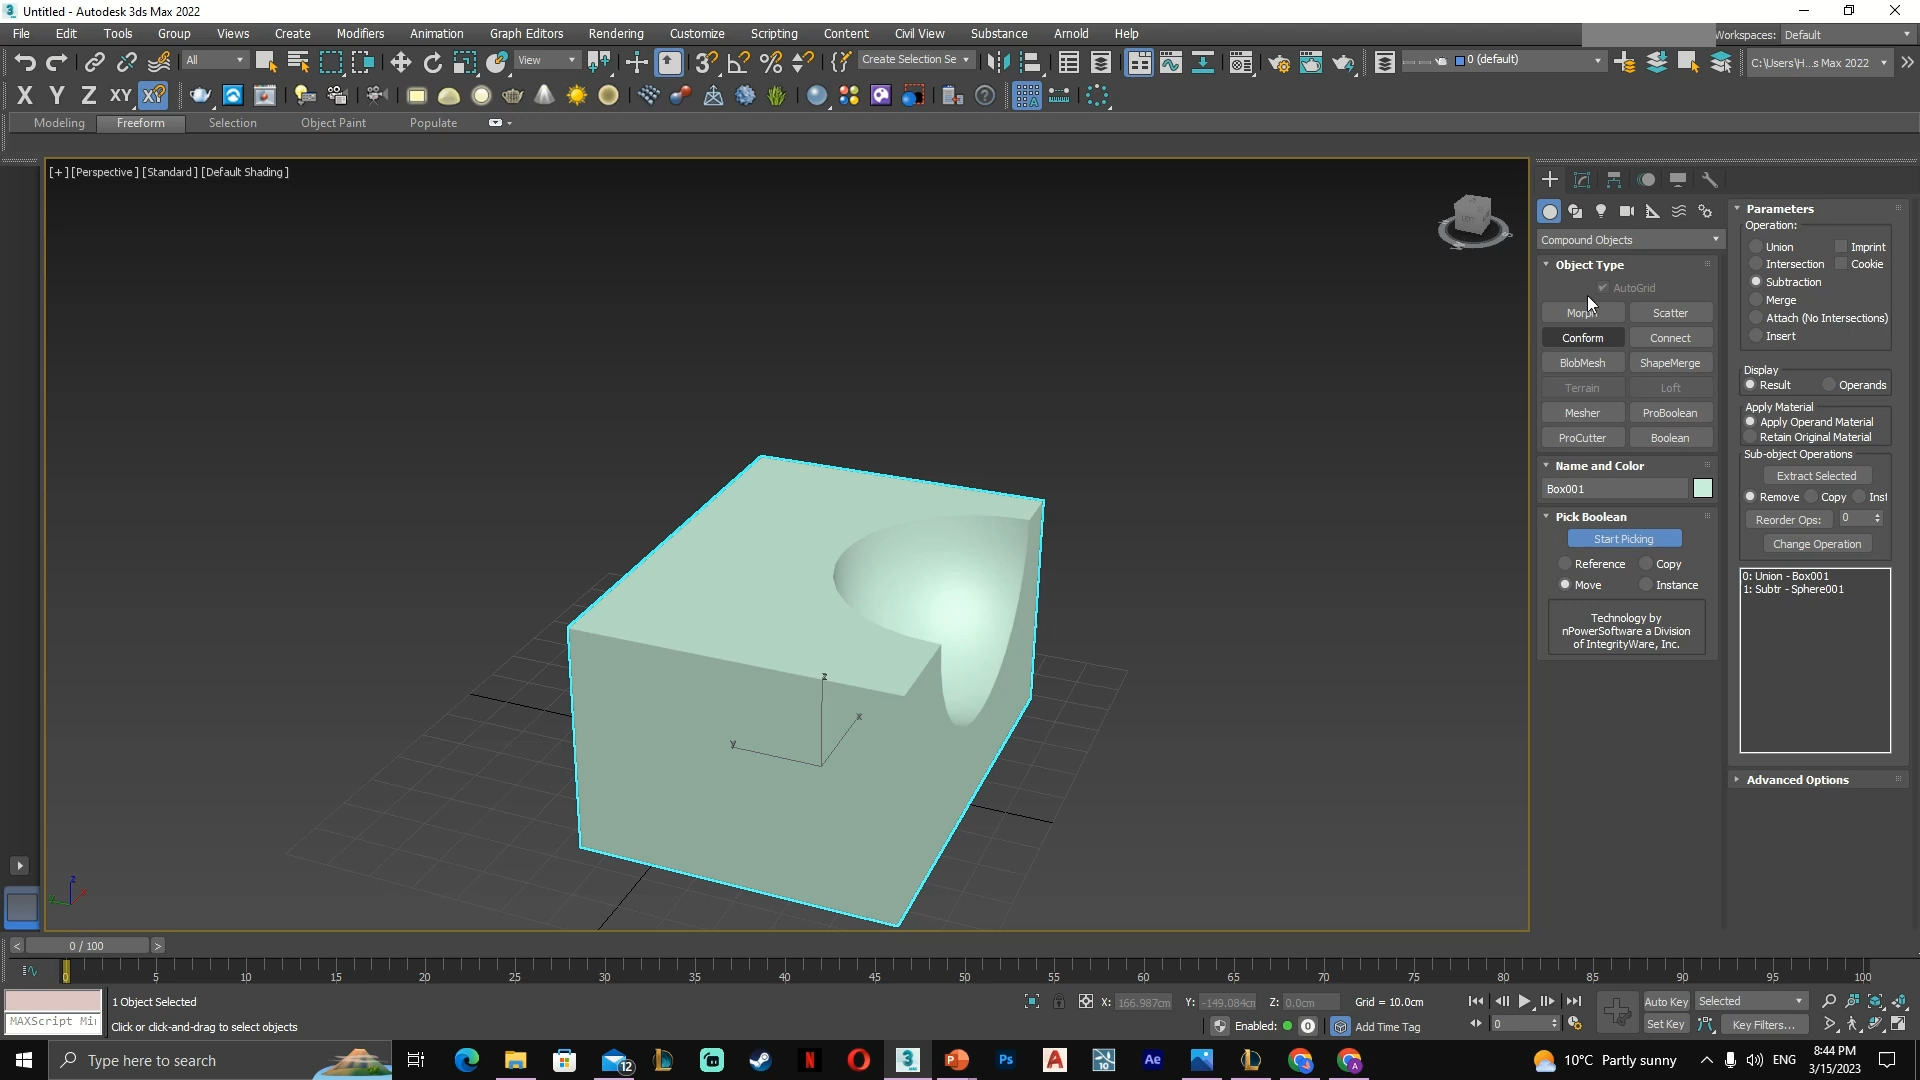 Untitled - Autodesk 3ds Max 2022
File Edit Tools Group Views Create Modifiers Animation Graph Editors Rendering Customize Scripting Content Civil View Substance Arnold Help
Workspaces: Default
All View Create Selection Se 0 (default) C:\Users\H...s Max 2022
X Y Z XY
Modeling Freeform Selection Object Paint Populate
[+] [Perspective] [Standard] [Default Shading]
LEFT
Compound Objects
Object Type
AutoGrid
Morph Scatter
Conform Connect
BlobMesh ShapeMerge
Terrain Loft
Mesher ProBoolean
ProCutter Boolean
Name and Color
Box001
Pick Boolean
Start Picking
Reference Copy
Move Instance
Technology by
nPowerSoftware a Division
of IntegrityWare, Inc.
Parameters
Operation:
Union Imprint
Intersection Cookie
Subtraction
Merge
Attach (No Intersections)
Insert
Display
Result Operands
Apply Material
Apply Operand Material
Retain Original Material
Sub-object Operations
Extract Selected
Remove Copy Inst
Reorder Ops: 0
Change Operation
0: Union - Box001
1: Subtr - Sphere001
Advanced Options
z
x
y
z
0 / 100
0 5 10 15 20 25 30 35 40 45 50 55 60 65 70 75 80 85 90 95 100
1 Object Selected
X: 166.987cm Y: -149.084cm Z: 0.0cm Grid = 10.0cm
Auto Key Selected
MAXScript Mi
Click or click-and-drag to select objects
Enabled: 0 Add Time Tag
0 Set Key Key Filters...
Type here to search
12
Ps
Ae
10°C Partly sunny
ENG
8:44 PM
3/15/2023